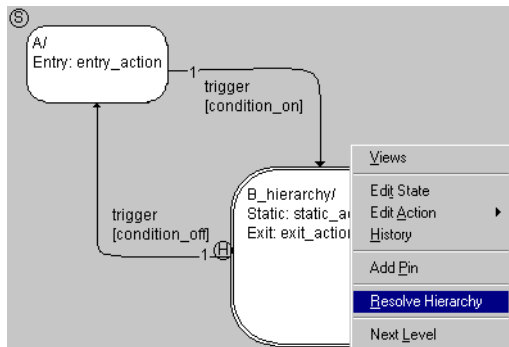 S
A/
Entry: entry_action
1
trigger
[condition_on]
B_hierarchy/
Static: static_a
Exit: exit_action
trigger
[condition_off]
1
H
Views
Edit State
Edit Action
History
Add Pin
Resolve Hierarchy
Next Level